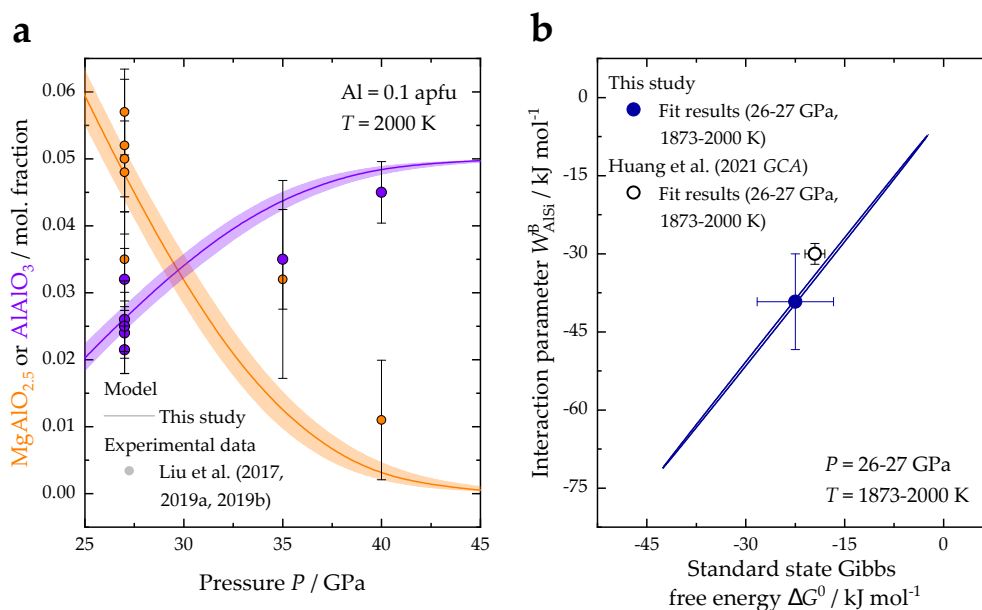 a
MgAlO2.5 or AlAlO3 / mol. fraction
0.06
0.05
0.04
0.03
0.02
0.01
0.00
Al = 0.1 apfu
T = 2000 K
Model
This study
Experimental data
Liu et al. (2017,
2019a, 2019b)
25
30
35
40
45
Pressure P / GPa
b
Interaction parameter W^B_AlSi / kJ mol-1
0
-15
-30
-45
-60
-75
This study
Fit results (26-27 GPa,
1873-2000 K)
Huang et al. (2021 GCA)
Fit results (26-27 GPa,
1873-2000 K)
P = 26-27 GPa
T = 1873-2000 K
-45
-30
-15
0
Standard state Gibbs
free energy ΔG0 / kJ mol-1